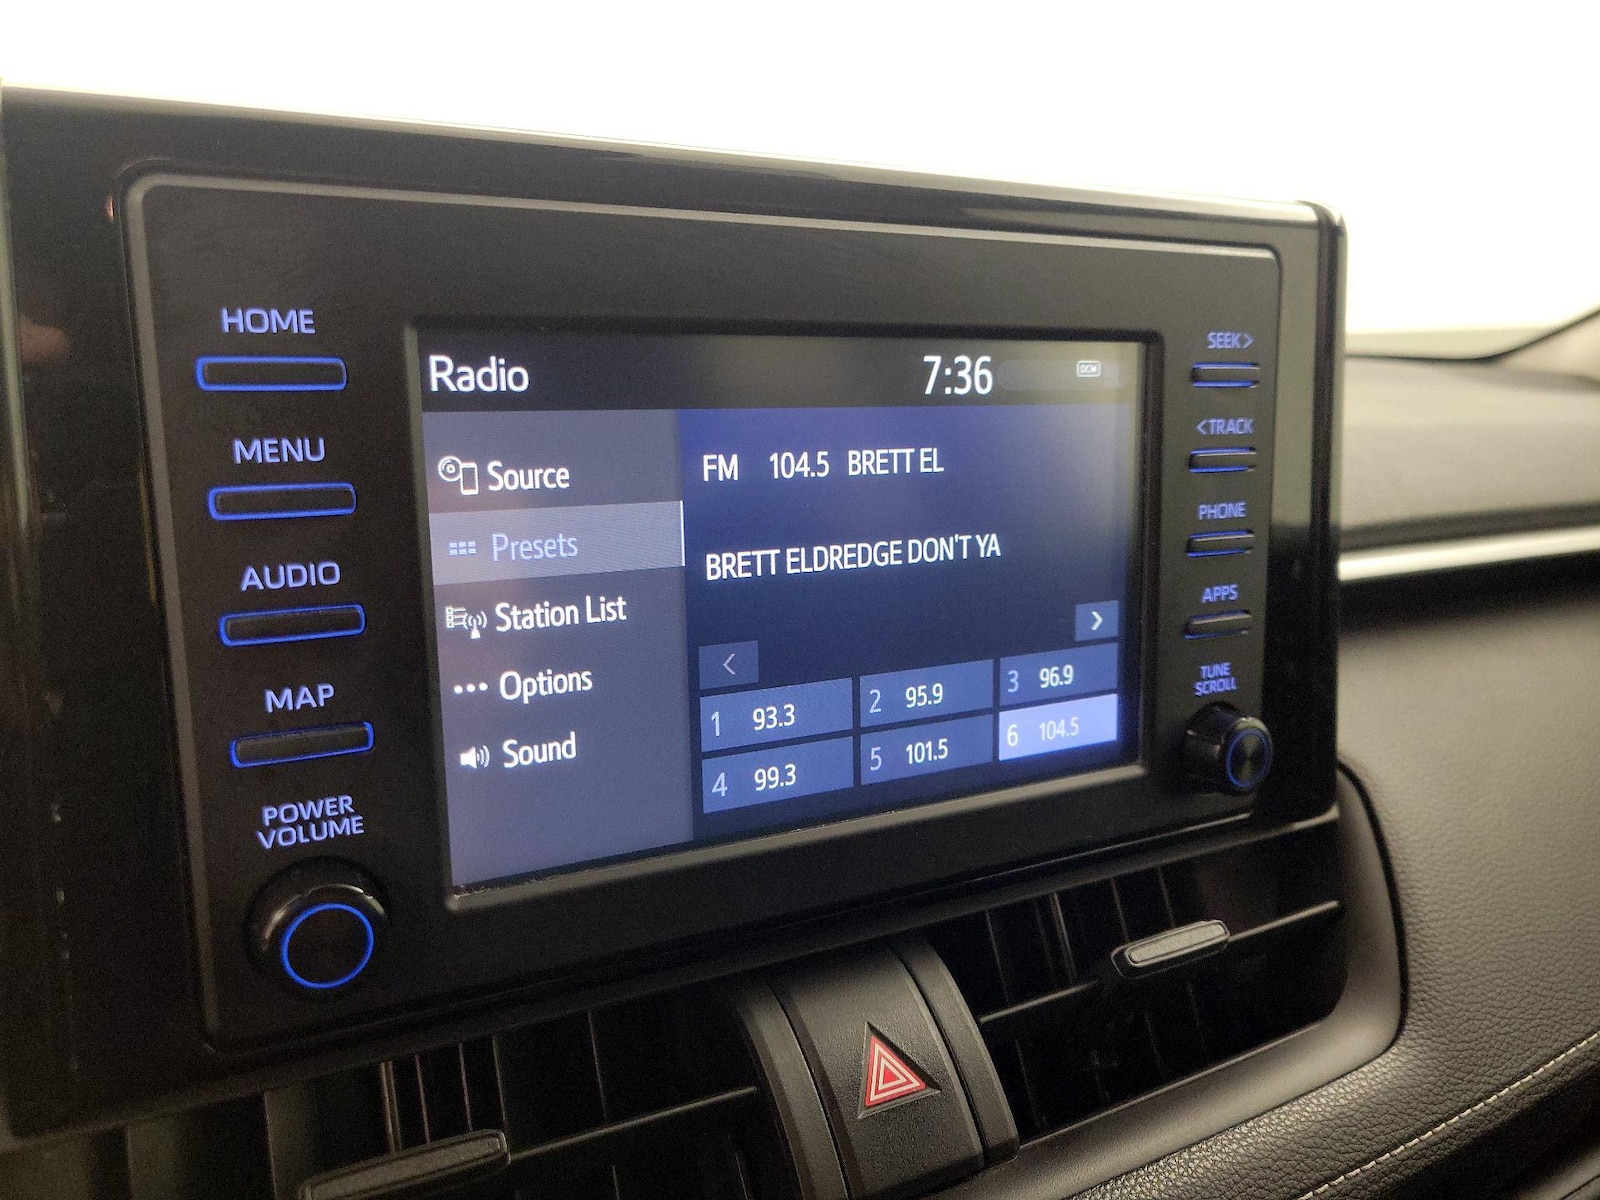 HOME
MENU
AUDIO
MAP
POWER
VOLUME
Radio
7:36
DCM
Source
Presets
Station List
Options
Sound
FM 104.5 BRETT EL
BRETT ELDREDGE DON'T YA
>
<
1 93.3
2 95.9
3 96.9
4 99.3
5 101.5
6 104.5
SEEK>
<TRACK
PHONE
APPS
TUNE
SCROLL